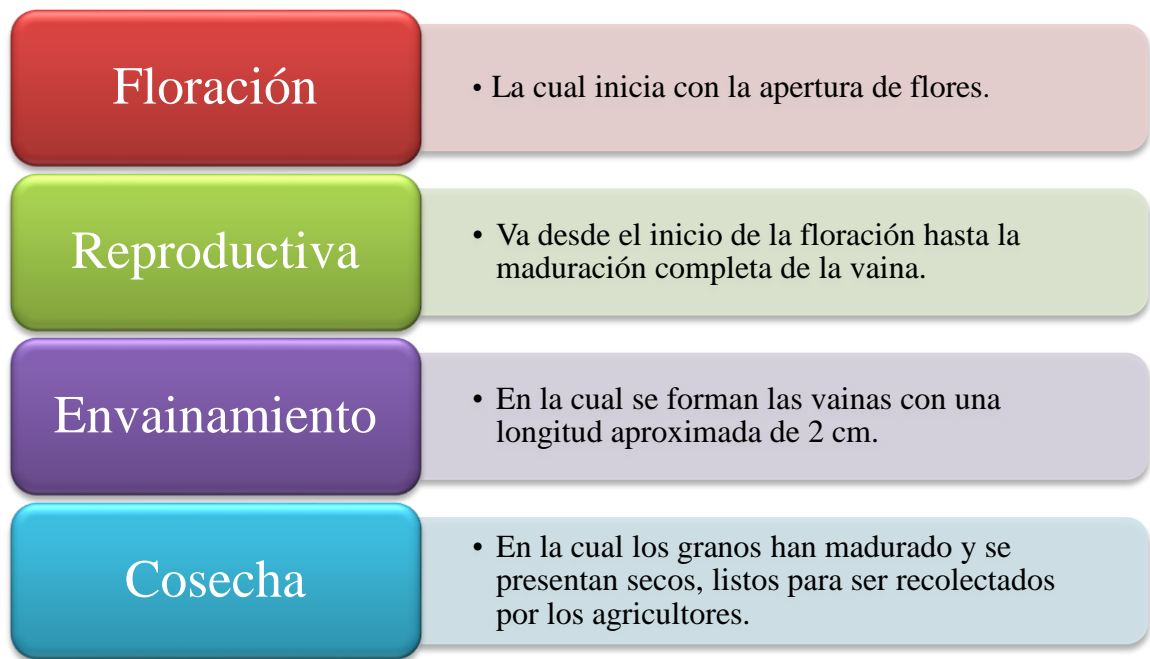 Floración
• La cual inicia con la apertura de flores.
Reproductiva
• Va desde el inicio de la floración hasta la
maduración completa de la vaina.
Envainamiento
• En la cual se forman las vainas con una
longitud aproximada de 2 cm.
Cosecha
• En la cual los granos han madurado y se
presentan secos, listos para ser recolectados
por los agricultores.